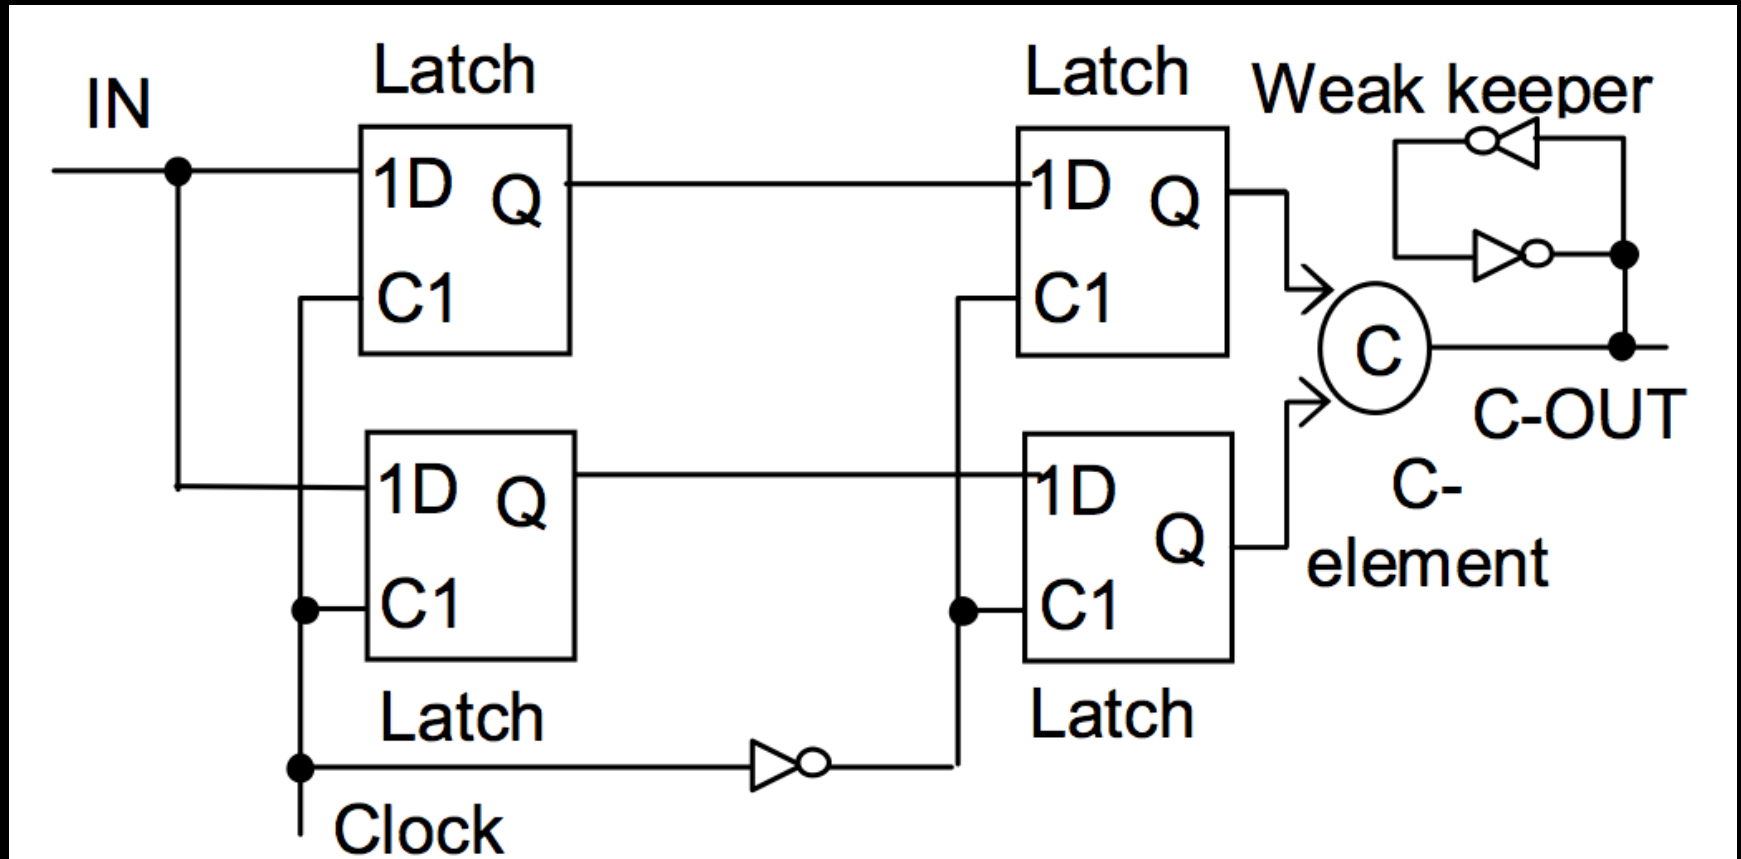 IN
Latch
Latch
Weak keeper
1D
Q
C1
1D
Q
C1
C
C-OUT
C-
element
1D
Q
C1
Latch
1D
Q
C1
Latch
Clock